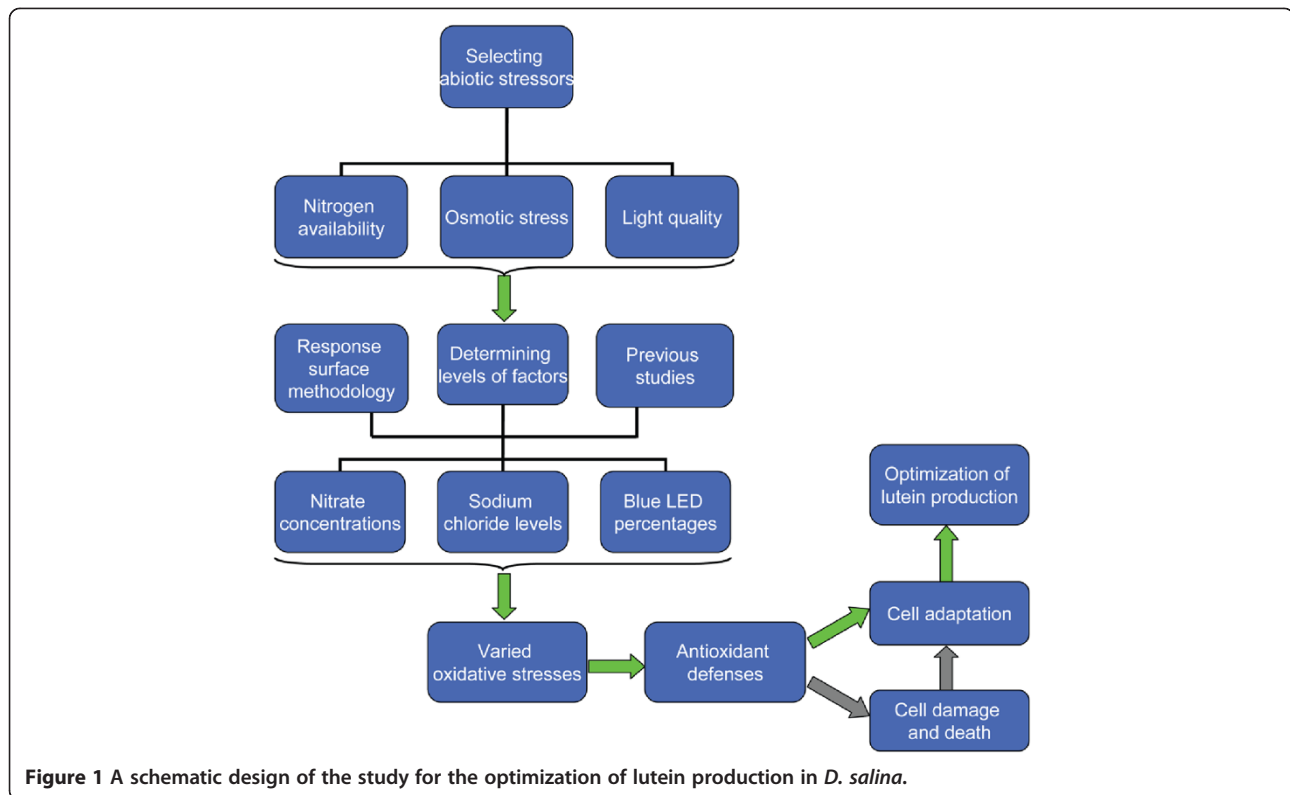 Selecting
abiotic stressors
Nitrogen
availability
Osmotic stress
Light quality
Response
surface
methodology
Determining
levels of factors
Previous
studies
Nitrate
concentrations
Sodium
chloride levels
Blue LED
percentages
Optimization of
lutein production
Cell adaptation
Varied
oxidative stresses
Antioxidant
defenses
Cell damage
and death
Figure 1 A schematic design of the study for the optimization of lutein production in D. salina.